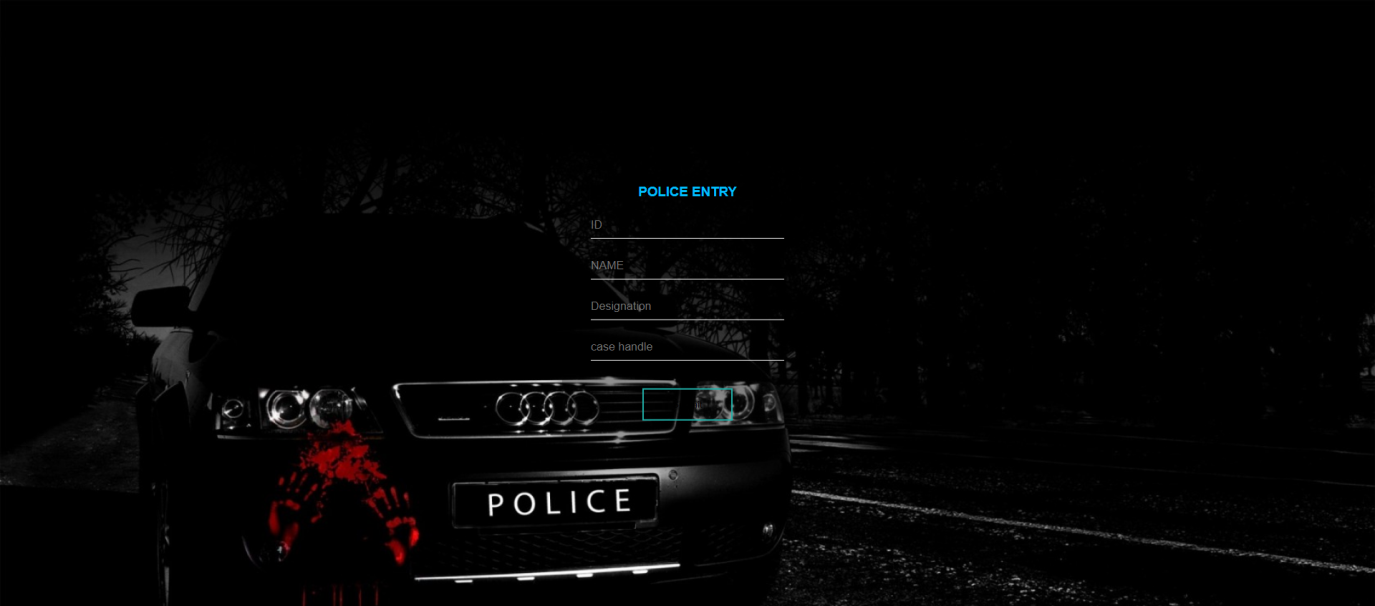 POLICE ENTRY
ID
NAME
Designation
case handle
POLICE